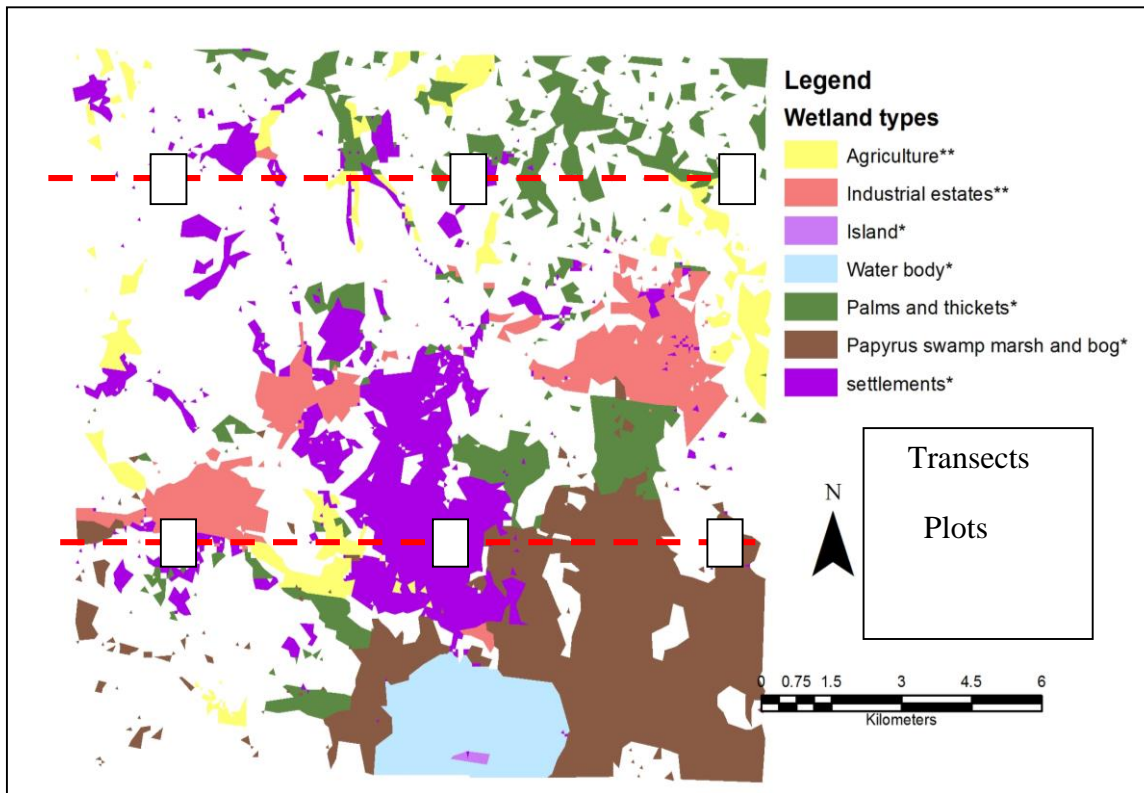 Legend
Wetland types
Agriculture**
Industrial estates**
Island*
Water body*
Palms and thickets*
Papyrus swamp marsh and bog*
settlements*
N
Transects
Plots
0 0.75 1.5 3 4.5 6
Kilometers